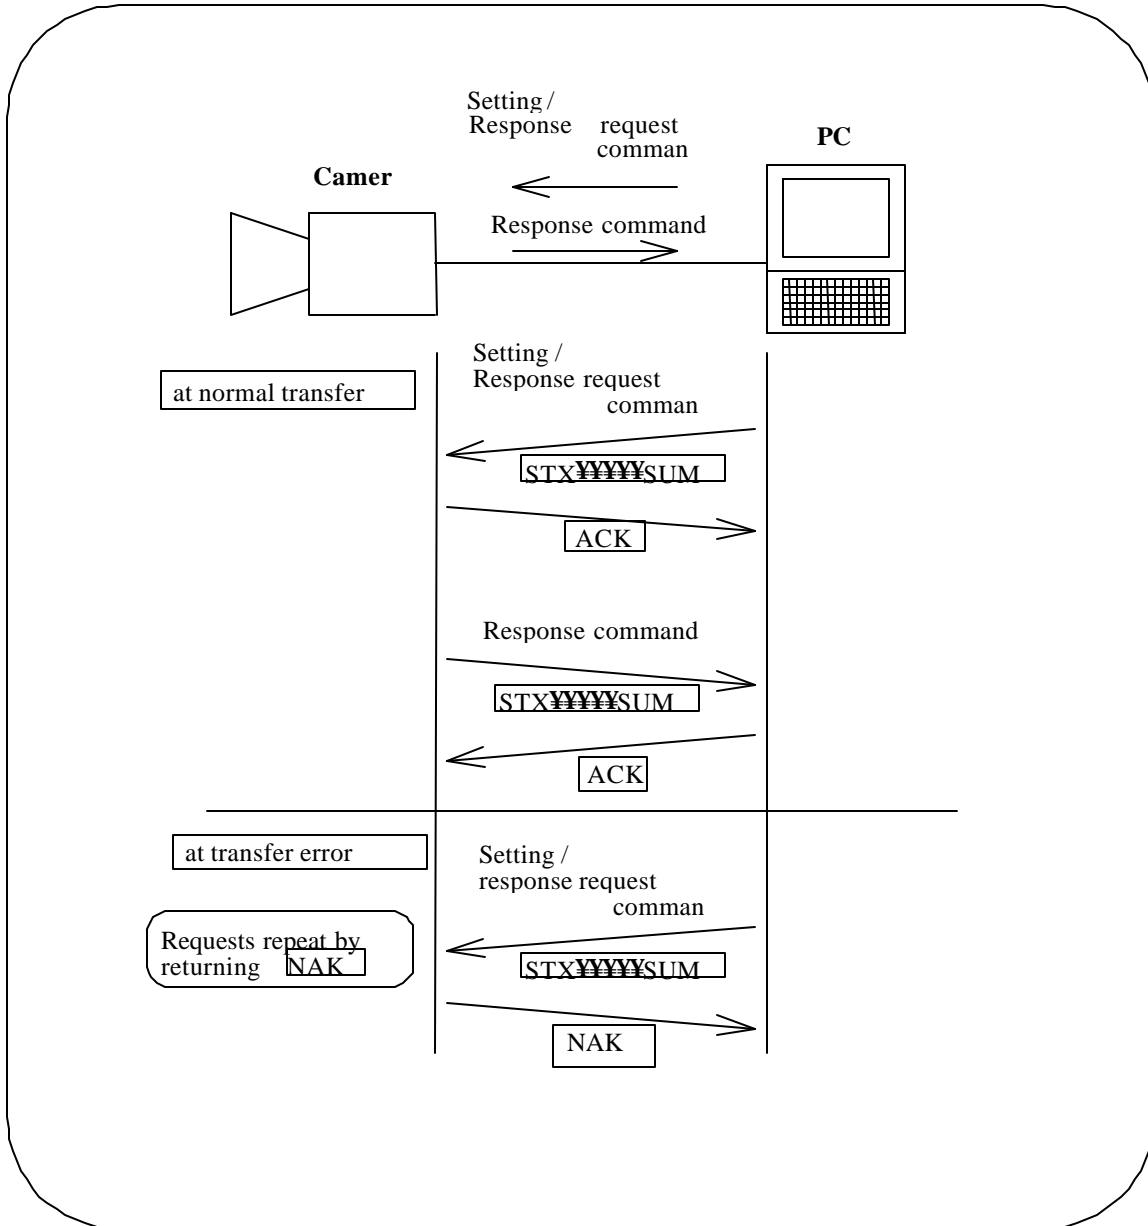 Setting /
Response request
comman
PC
Camer
Response command
Setting /
Response request
comman
at normal transfer
STX¥¥¥¥¥SUM
ACK
Response command
STX¥¥¥¥¥SUM
ACK
at transfer error
Setting /
response request
comman
Requests repeat by
returning NAK
STX¥¥¥¥¥SUM
NAK